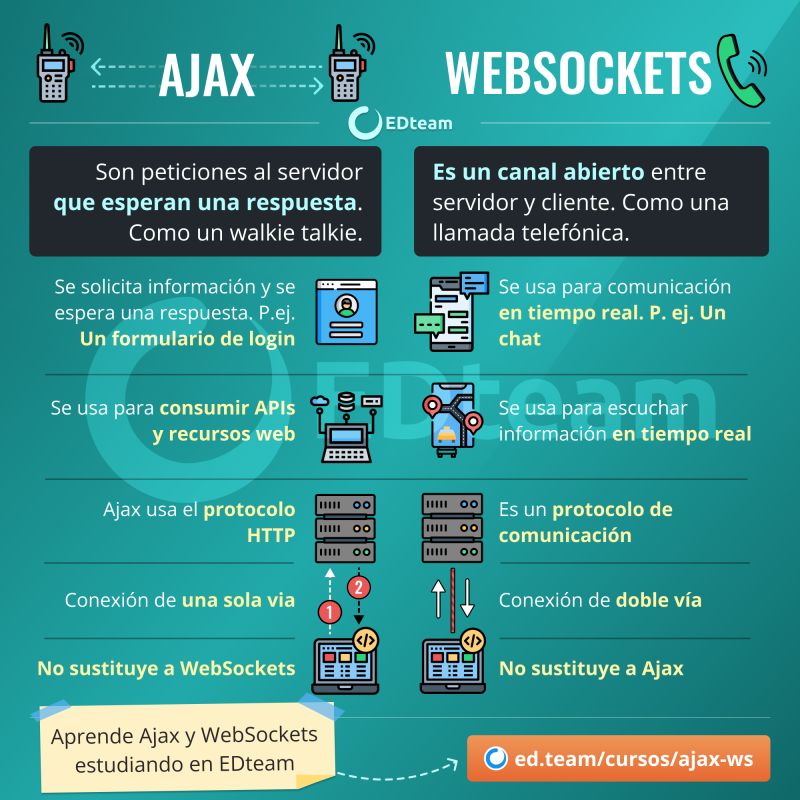 AJAX
WEBSOCKETS
EDteam
Son peticiones al servidor
que esperan una respuesta.
Como un walkie talkie.
Es un canal abierto entre
servidor y cliente. Como una
llamada telefónica.
Se solicita información y se
espera una respuesta. P.ej.
Un formulario de login
Se usa para comunicación
en tiempo real. P. ej. Un
chat
EDteam
Se usa para consumir APIs
y recursos web
Se usa para escuchar
información en tiempo real
Ajax usa el protocolo
HTTP
Es un protocolo de
comunicación
Conexión de una sola via
1
2
Conexión de doble vía
No sustituye a WebSockets
</>
</>
No sustituye a Ajax
Aprende Ajax y WebSockets
estudiando en EDteam
ed.team/cursos/ajax-ws